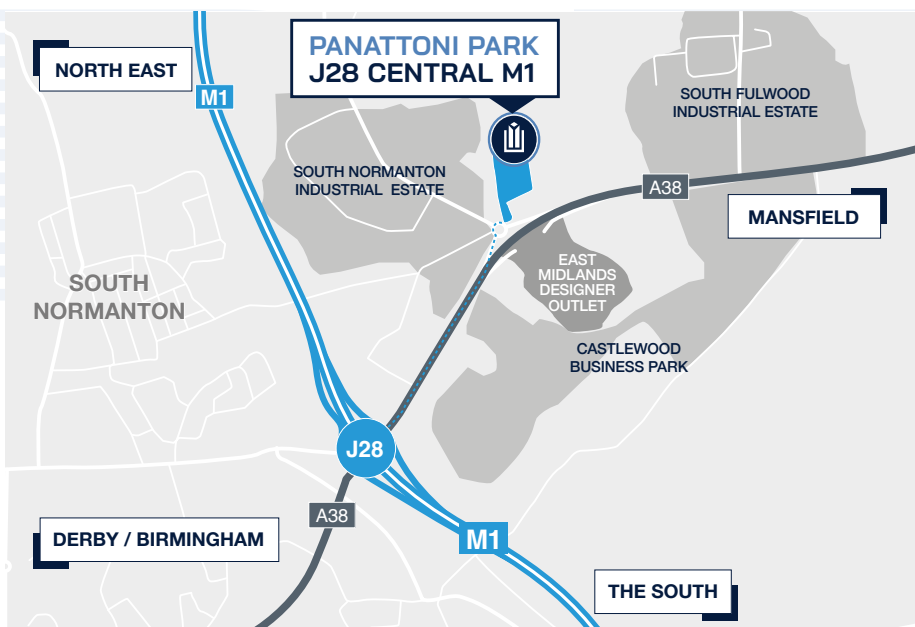 NORTH EAST
M1
PANATTONI PARK
J28 CENTRAL M1
SOUTH FULWOOD
INDUSTRIAL ESTATE
SOUTH NORMANTON
INDUSTRIAL ESTATE
A38
MANSFIELD
EAST
MIDLANDS
DESIGNER
OUTLET
SOUTH
NORMANTON
CASTLEWOOD
BUSINESS PARK
J28
A38
DERBY / BIRMINGHAM
M1
THE SOUTH